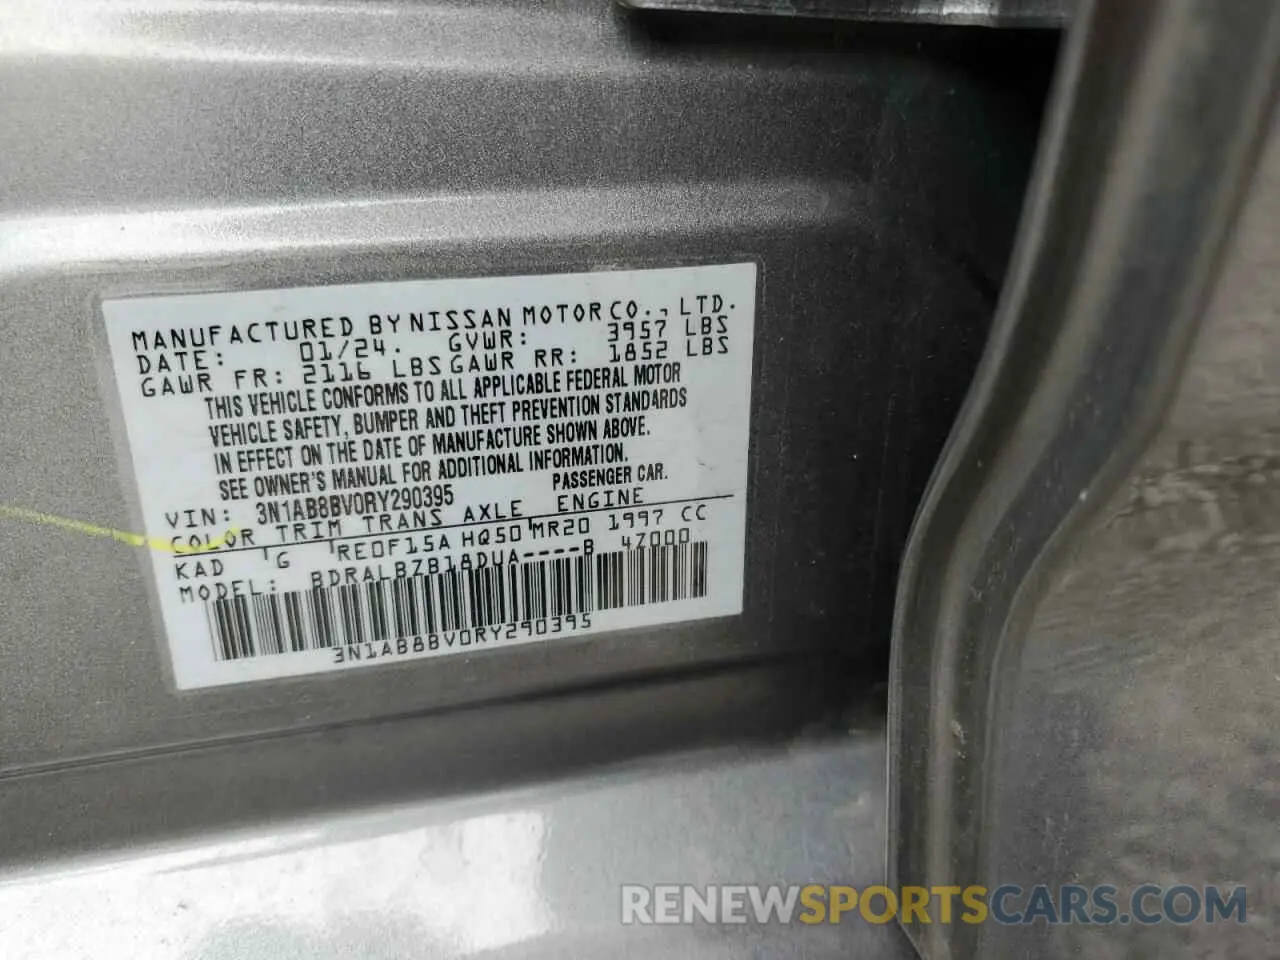 MANUFACTURED BY NISSAN MOTOR CO., LTD.
DATE: 01/24. GVWR: 3957 LBS
GAWR FR: 2116 LBS GAWR RR: 1852 LBS
THIS VEHICLE CONFORMS TO ALL APPLICABLE FEDERAL MOTOR
VEHICLE SAFETY, BUMPER AND THEFT PREVENTION STANDARDS
IN EFFECT ON THE DATE OF MANUFACTURE SHOWN ABOVE.
SEE OWNER'S MANUAL FOR ADDITIONAL INFORMATION.
VIN: 3N1AB8BV0RY290395 PASSENGER CAR.
COLOR TRIM TRANS AXLE ENGINE
KAD G RE0F15A HQ50 MR20 1997 CC
MODEL: BDRALBZB18DUA----B 47000
3N1AB8BV0RY290395
RENEWSPORTSCARS.COM